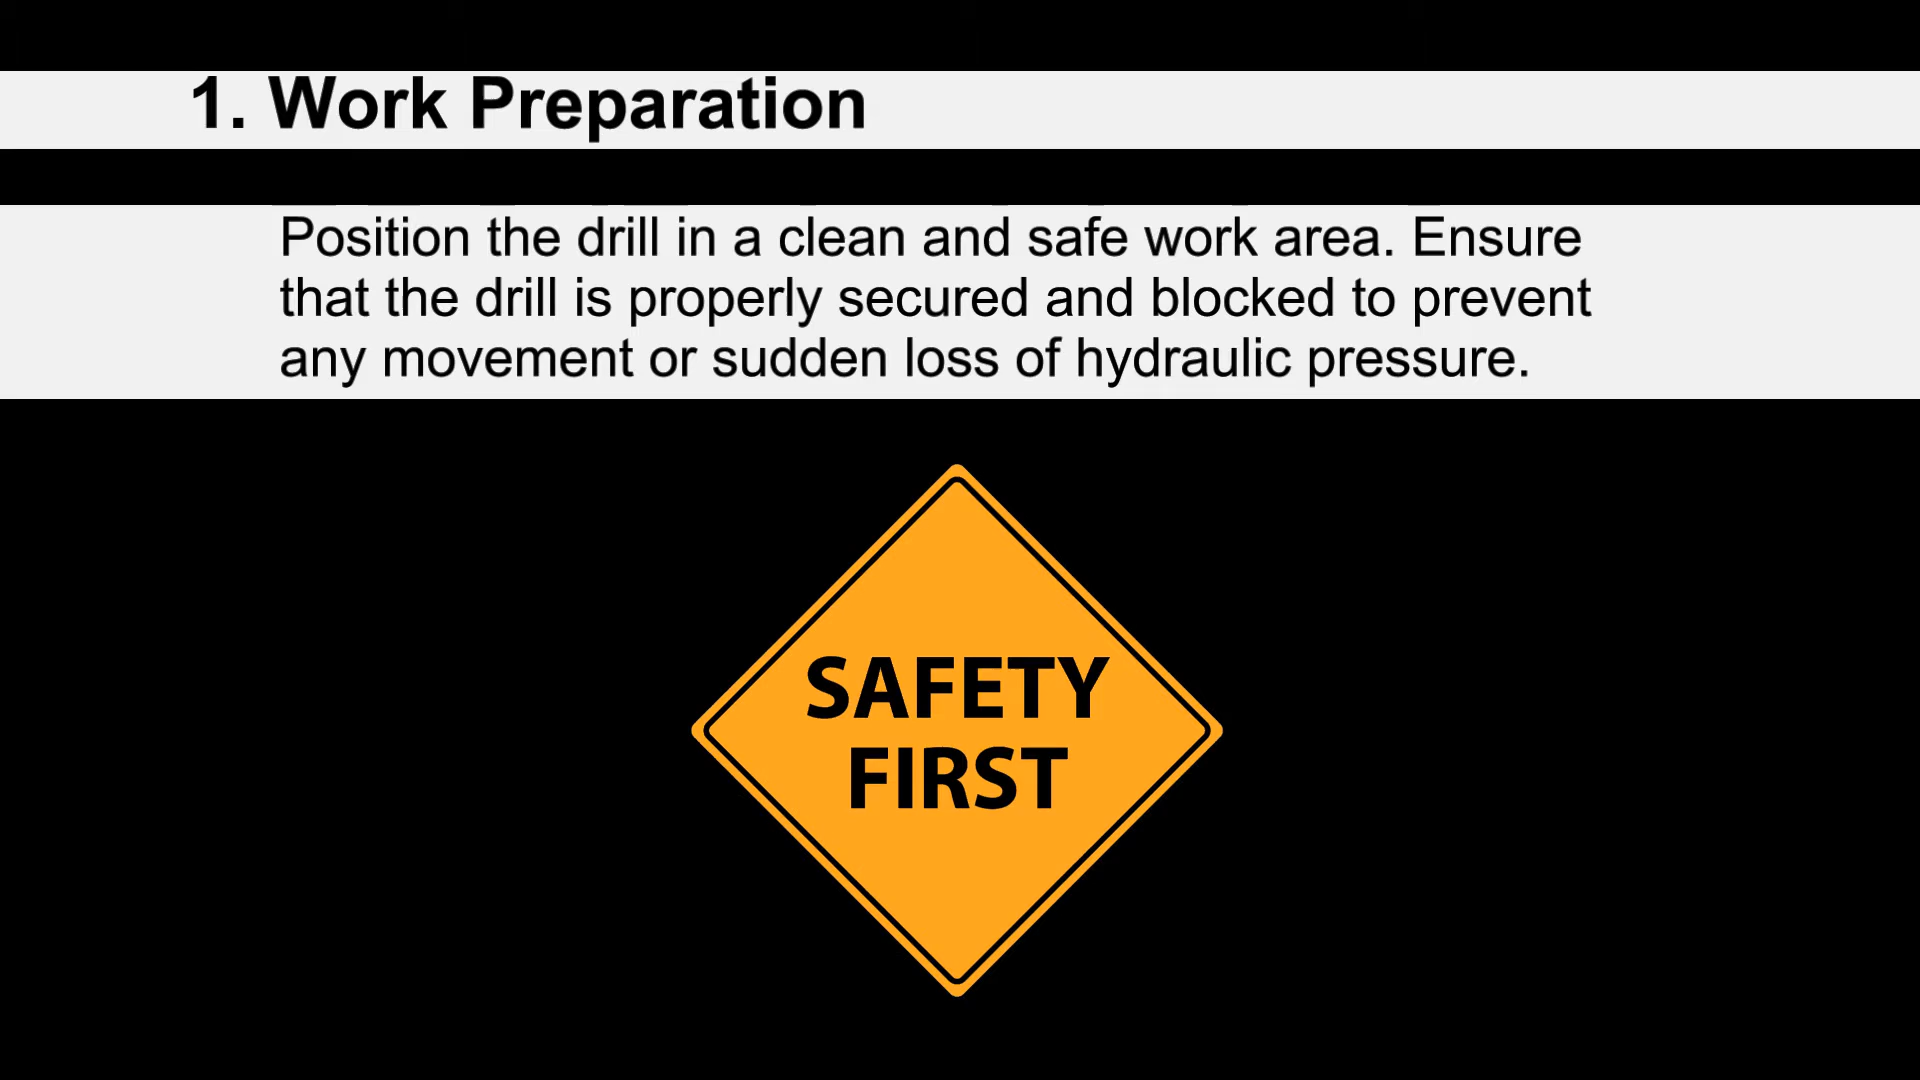 1. Work Preparation
Position the drill in a clean and safe work area. Ensure
that the drill is properly secured and blocked to prevent
any movement or sudden loss of hydraulic pressure.
SAFETY
FIRST